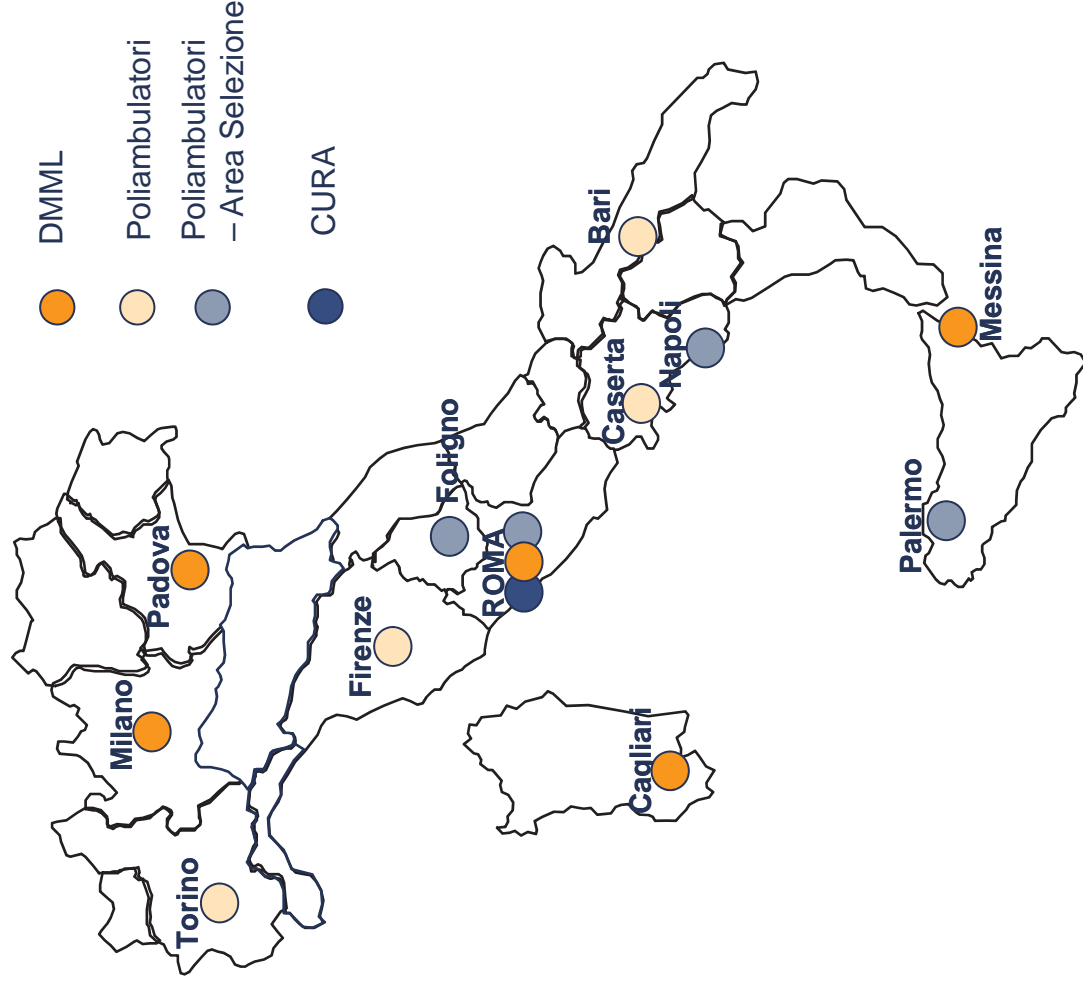 DMML
Poliambulatori
Poliambulatori
– Area Selezione
CURA
Torino
Milano
Padova
Firenze
Foligno
ROMA
Cagliari
Caserta
Napoli
Bari
Palermo
Messina